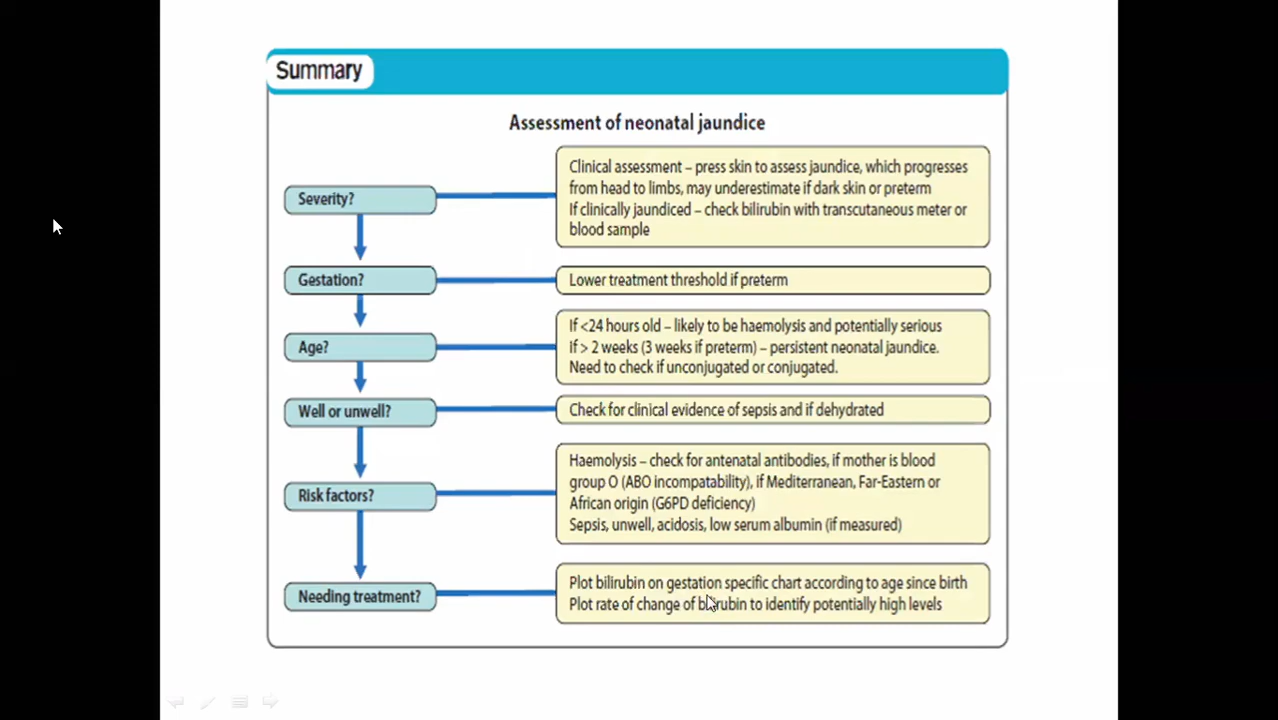 Summary
Assessment of neonatal jaundice
Severity?
Clinical assessment – press skin to assess jaundice, which progresses
from head to limbs, may underestimate if dark skin or preterm
If clinically jaundiced – check bilirubin with transcutaneous meter or
blood sample
Gestation?
Lower treatment threshold if preterm
Age?
If <24 hours old – likely to be haemolysis and potentially serious
If > 2 weeks (3 weeks if preterm) – persistent neonatal jaundice.
Need to check if unconjugated or conjugated.
Well or unwell?
Check for clinical evidence of sepsis and if dehydrated
Risk factors?
Haemolysis – check for antenatal antibodies, if mother is blood
group O (ABO incompatability), if Mediterranean, Far-Eastern or
African origin (G6PD deficiency)
Sepsis, unwell, acidosis, low serum albumin (if measured)
Needing treatment?
Plot bilirubin on gestation specific chart according to age since birth
Plot rate of change of bilirubin to identify potentially high levels